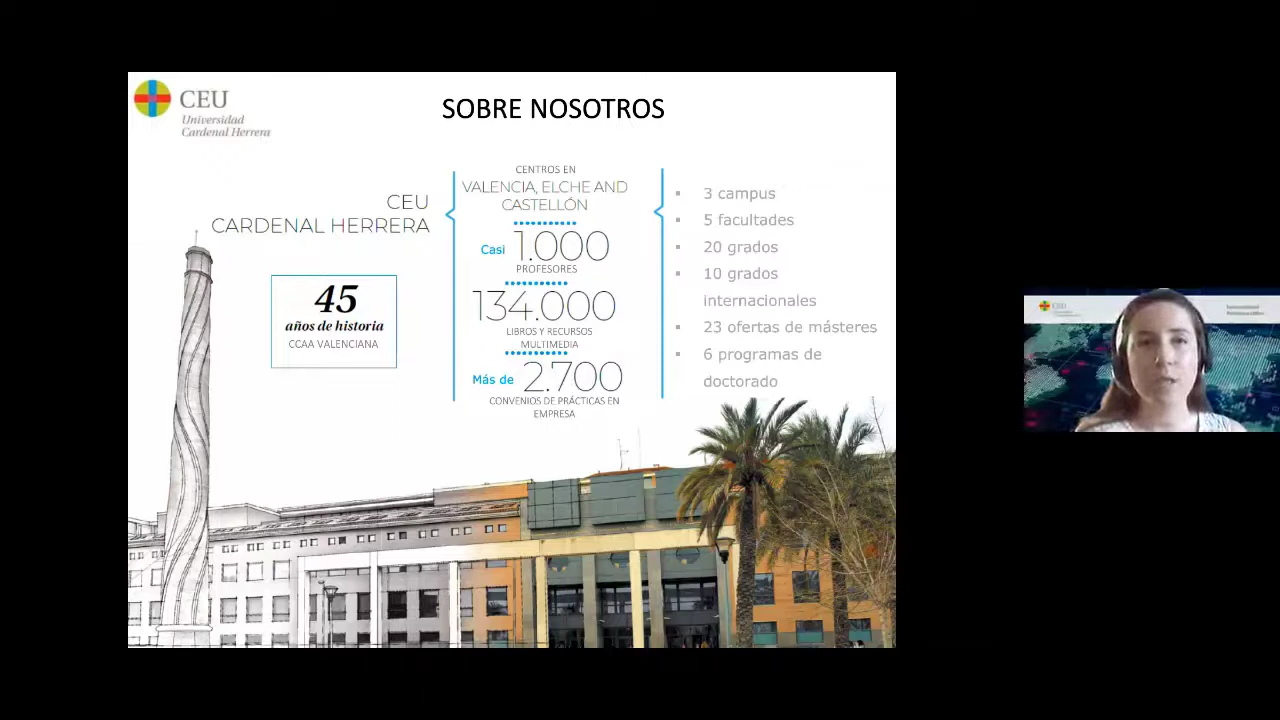 CEU
Universidad
Cardenal Herrera
SOBRE NOSOTROS
CEU
CARDENAL HERRERA
45
años de historia
CCAA VALENCIANA
CENTROS EN
VALENCIA, ELCHE AND
CASTELLÓN
Casi 1.000
PROFESORES
134.000
LIBROS Y RECURSOS
MULTIMEDIA
Más de 2.700
CONVENIOS DE PRÁCTICAS EN
EMPRESA
▪ 3 campus
▪ 5 facultades
▪ 20 grados
▪ 10 grados
internacionales
▪ 23 ofertas de másteres
▪ 6 programas de
doctorado
CEU